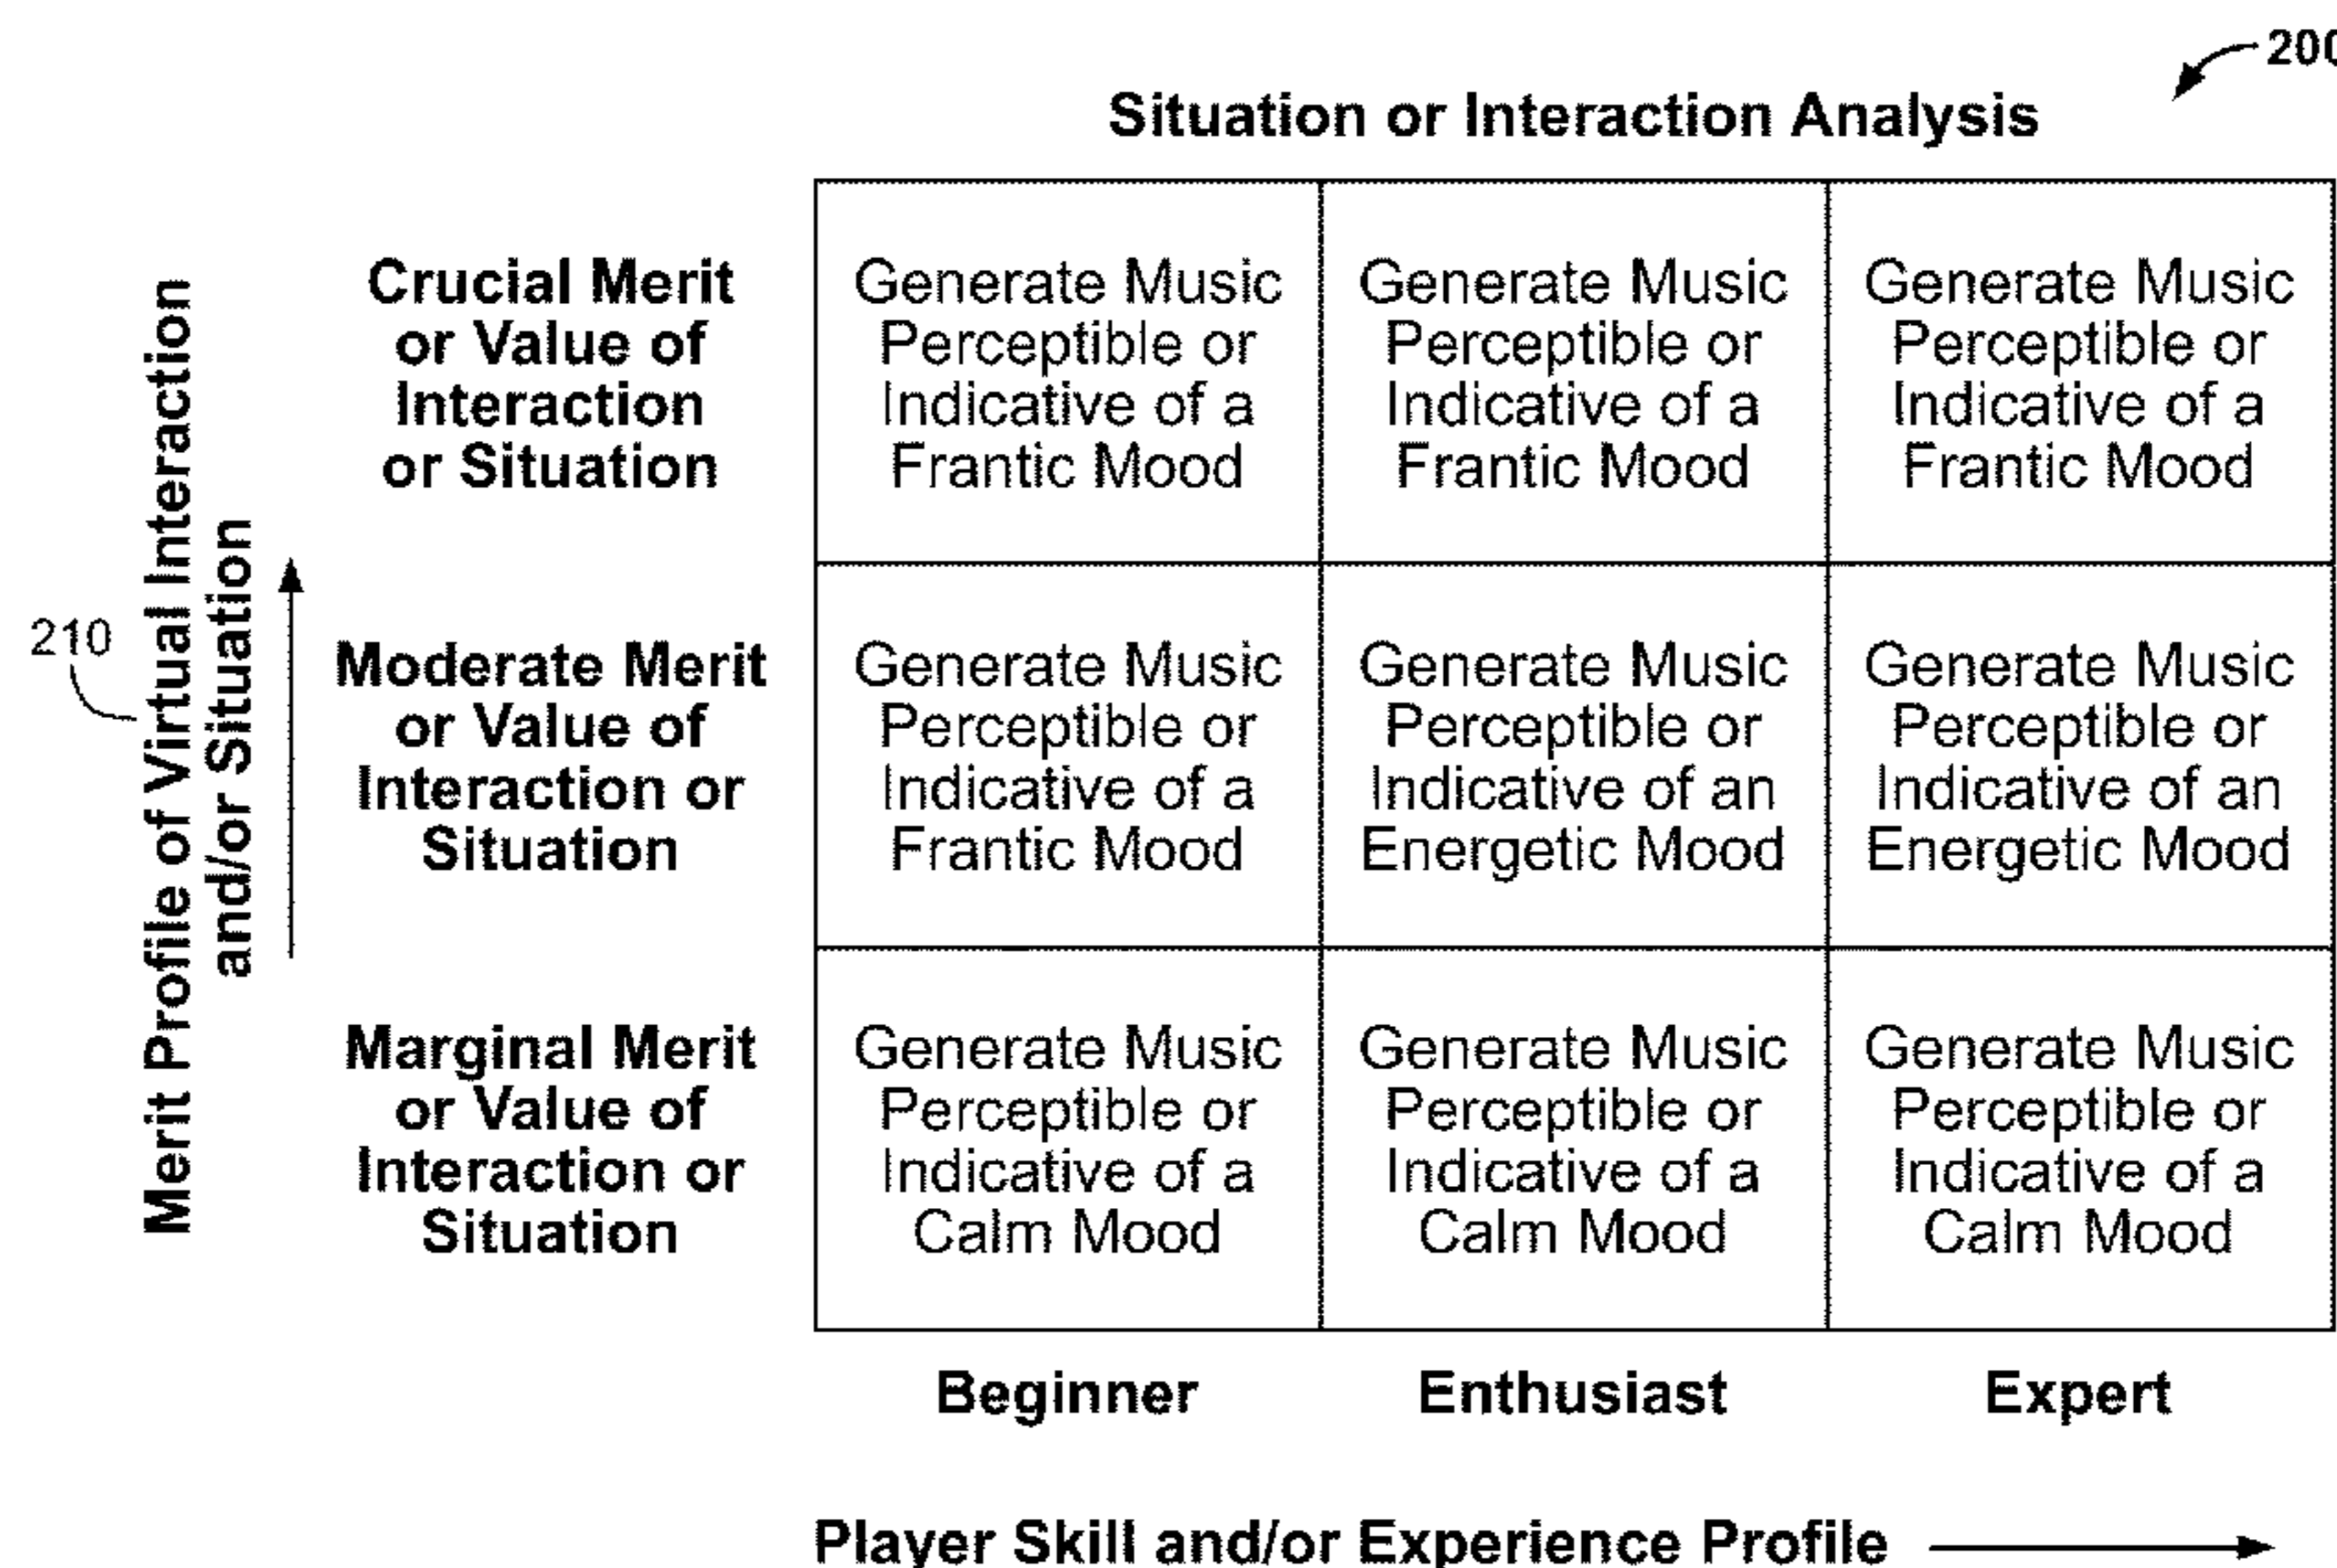 200
Situation or Interaction Analysis
210
Merit Profile of Virtual Interaction
and/or Situation
Crucial Merit
or Value of
Interaction
or Situation
Generate Music
Perceptible or
Indicative of a
Frantic Mood
Generate Music
Perceptible or
Indicative of a
Frantic Mood
Generate Music
Perceptible or
Indicative of a
Frantic Mood
Moderate Merit
or Value of
Interaction or
Situation
Generate Music
Perceptible or
Indicative of a
Frantic Mood
Generate Music
Perceptible or
Indicative of an
Energetic Mood
Generate Music
Perceptible or
Indicative of an
Energetic Mood
Marginal Merit
or Value of
Interaction or
Situation
Generate Music
Perceptible or
Indicative of a
Calm Mood
Generate Music
Perceptible or
Indicative of a
Calm Mood
Generate Music
Perceptible or
Indicative of a
Calm Mood
Beginner
Enthusiast
Expert
Player Skill and/or Experience Profile